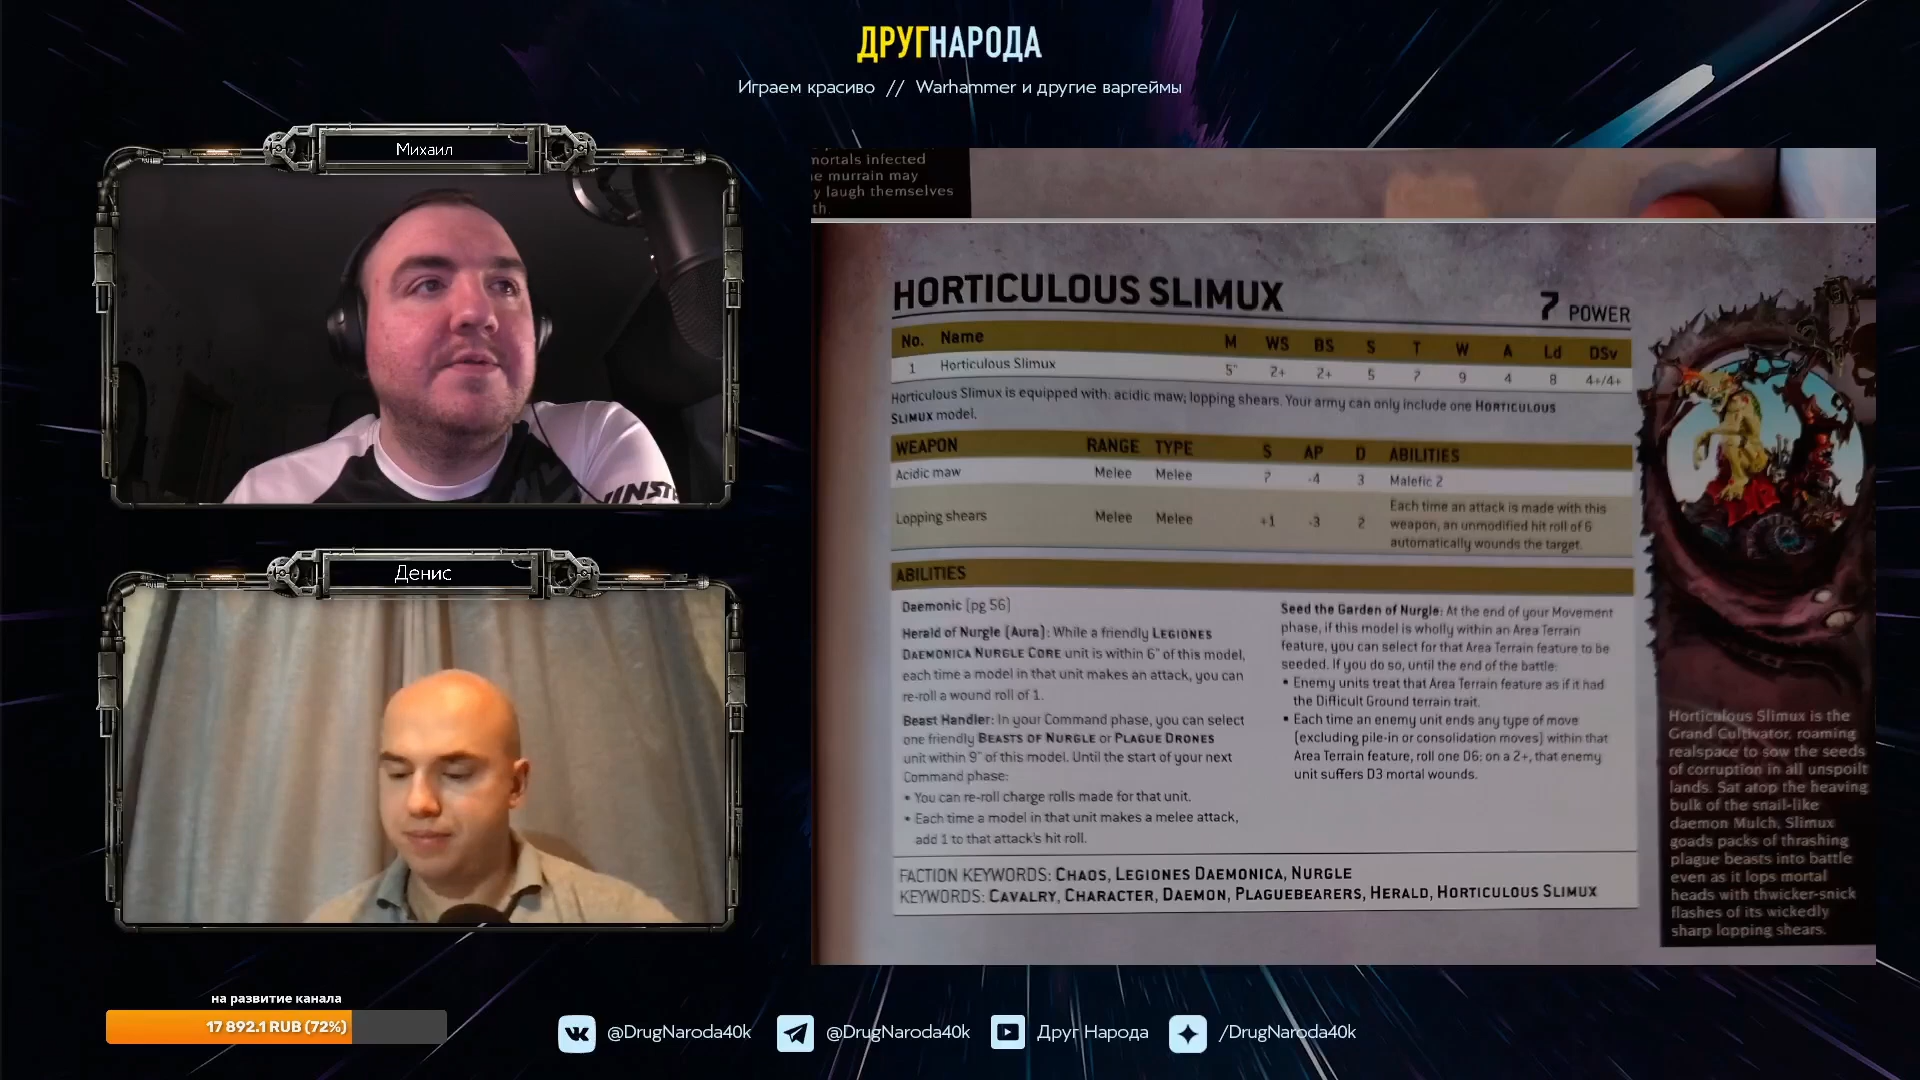 ДРУГНАРОДА
Играем красиво // Warhammer и другие варгеймы
Михаил
Денис
mortals infected
murrain may
laugh themselves
th.
HORTICULOUS SLIMUX
7 POWER
No. Name M WS BS S T W A Ld DSv
1 Horticulous Slimux 5" 2+ 2+ 5 7 9 4 8 4+/4+
Horticulous Slimux is equipped with: acidic maw; lopping shears. Your army can only include one HORTICULOUS
SLIMUX model.
WEAPON RANGE TYPE S AP D ABILITIES
Acidic maw Melee Melee 7 -4 3 Malefic 2
Lopping shears Melee Melee +1 -3 2 Each time an attack is made with this
weapon, an unmodified hit roll of 6
automatically wounds the target.
ABILITIES
Daemonic (pg 56)
Herald of Nurgle (Aura): While a friendly LEGIONES
DAEMONICA NURGLE CORE unit is within 6" of this model,
each time a model in that unit makes an attack, you can
re-roll a wound roll of 1.
Beast Handler: In your Command phase, you can select
one friendly BEASTS OF NURGLE or PLAGUE DRONES
unit within 9" of this model. Until the start of your next
Command phase:
• You can re-roll charge rolls made for that unit.
• Each time a model in that unit makes a melee attack,
add 1 to that attack's hit roll.
Seed the Garden of Nurgle: At the end of your Movement
phase, if this model is wholly within an Area Terrain
feature, you can select for that Area Terrain feature to be
seeded. If you do so, until the end of the battle:
• Enemy units treat that Area Terrain feature as if it had
the Difficult Ground terrain trait.
• Each time an enemy unit ends any type of move
(excluding pile-in or consolidation moves) within that
Area Terrain feature, roll one D6: on a 2+, that enemy
unit suffers D3 mortal wounds.
FACTION KEYWORDS: CHAOS, LEGIONES DAEMONICA, NURGLE
KEYWORDS: CAVALRY, CHARACTER, DAEMON, PLAGUEBEARERS, HERALD, HORTICULOUS SLIMUX
Horticulous Slimux is the
Grand Cultivator, roaming
realspace to sow the seeds
of corruption in all unspoilt
lands. Sat atop the heaving
bulk of the snail-like
daemon Mulch, Slimux
goads packs of thrashing
plague beasts into battle
even as it lops mortal
heads with thwicker-snick
flashes of its wickedly
sharp lopping shears.
на развитие канала
17 892.1 RUB (72%)
@DrugNaroda40k
@DrugNaroda40k
Друг Народа
/DrugNaroda40k